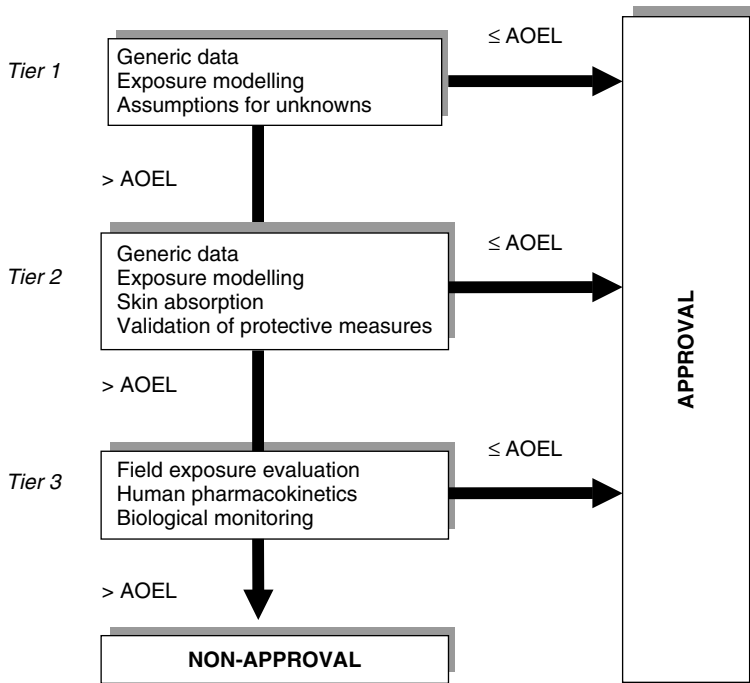 ≤ AOEL
Tier 1
Generic data
Exposure modelling
Assumptions for unknowns
> AOEL
≤ AOEL
Tier 2
Generic data
Exposure modelling
Skin absorption
Validation of protective measures
> AOEL
≤ AOEL
Tier 3
Field exposure evaluation
Human pharmacokinetics
Biological monitoring
> AOEL
NON-APPROVAL
APPROVAL